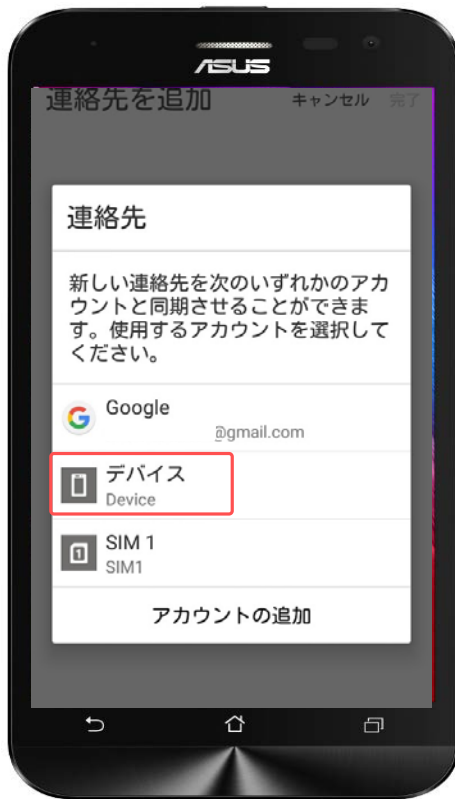 ASUS
連絡先を追加 キャンセル 完了
連絡先
新しい連絡先を次のいずれかのアカ
ウントと同期させることができま
す。使用するアカウントを選択して
ください。
Google
@gmail.com
デバイス
Device
1
SIM 1
SIM1
アカウントの追加